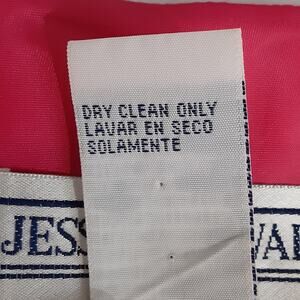 DRY CLEAN ONLY
LAVAR EN SECO
SOLAMENTE